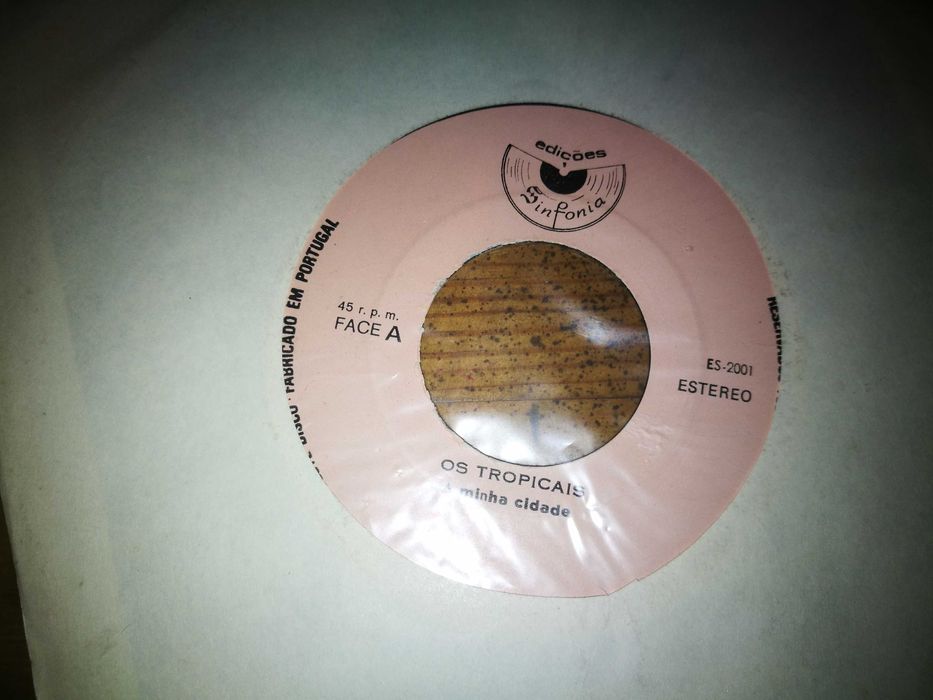 edições
Sinfonia
FABRICADO EM PORTUGAL
45 r. p. m.
FACE A
ES-2001
ESTEREO
OS TROPICAIS
minha cidade